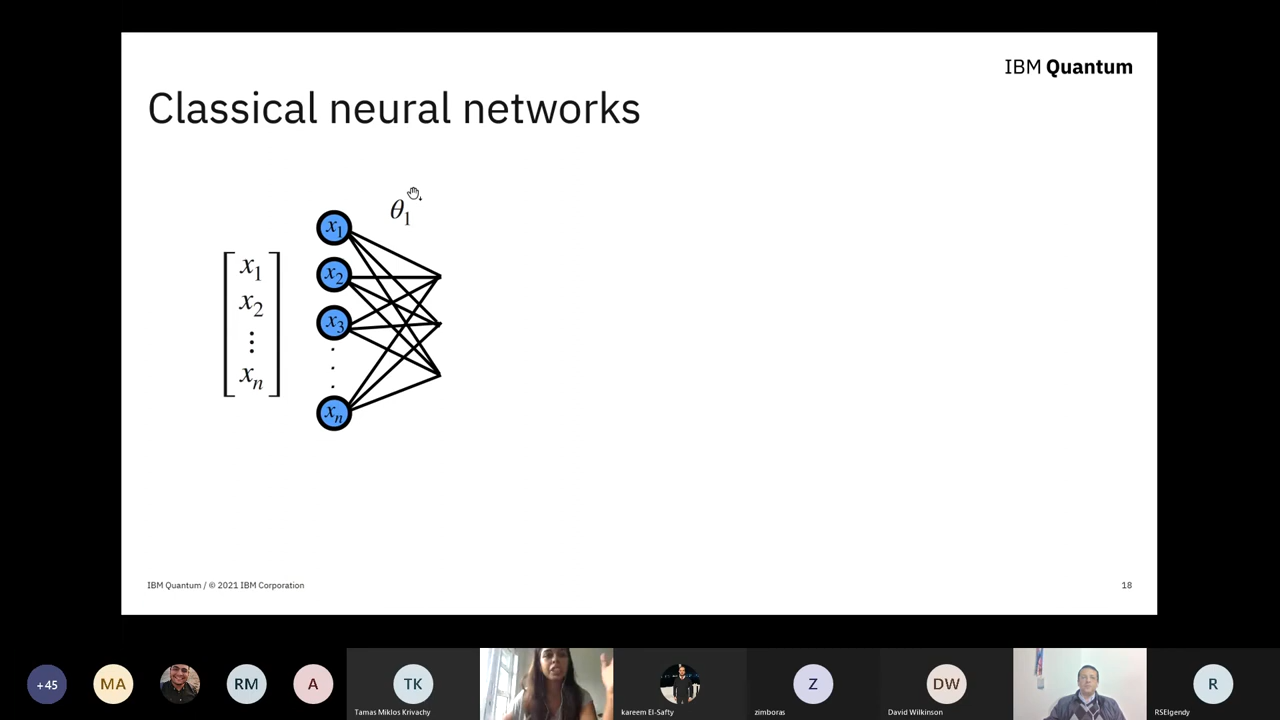 IBM Quantum
Classical neural networks
θ1
x1
x2
x3
xn
x1
x2
⋮
xn
IBM Quantum / © 2021 IBM Corporation
18
+45
MA
RM
A
TK
Z
DW
R
Tamas Miklos Krivachy
kareem El-Safty
zimboras
David Wilkinson
RSElgendy